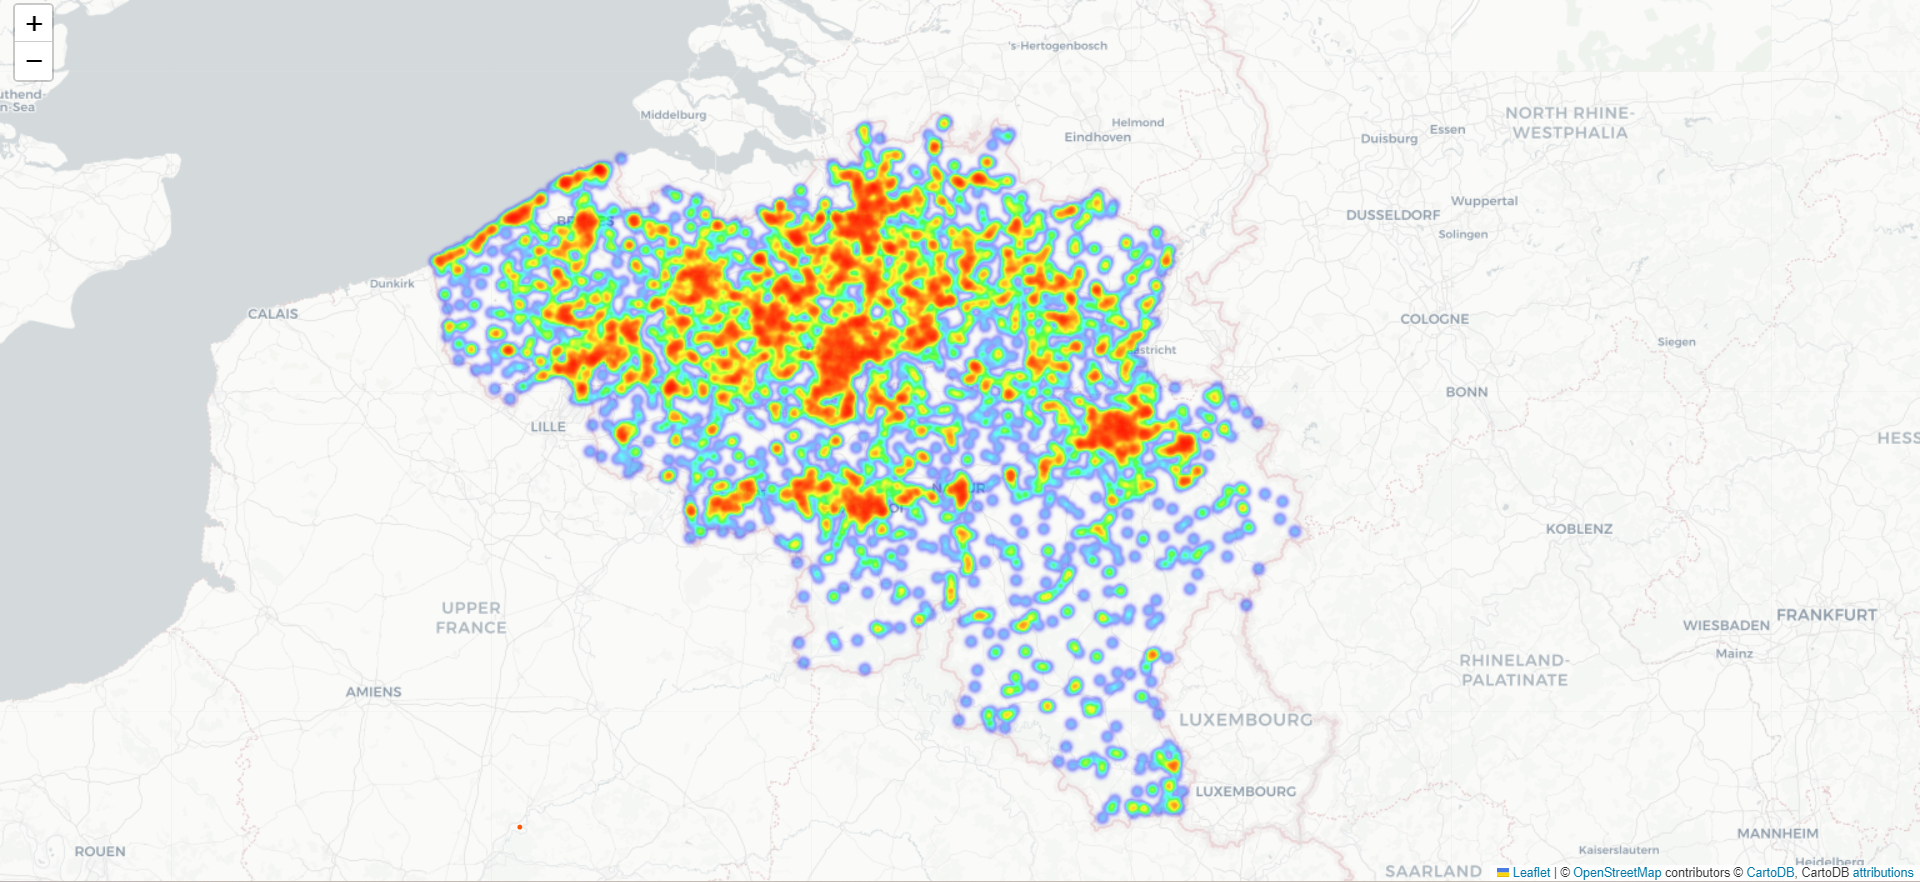 +
−
's-Hertogenbosch
uthend-
n-Sea
Middelburg
Helmond
Eindhoven
Duisburg
Essen
NORTH RHINE-
WESTPHALIA
Wuppertal
DUSSELDORF
Solingen
Dunkirk
CALAIS
COLOGNE
Siegen
astricht
BONN
LILLE
HESS
KOBLENZ
UPPER
FRANCE
WIESBADEN
FRANKFURT
Mainz
RHINELAND-
PALATINATE
AMIENS
LUXEMBOURG
LUXEMBOURG
MANNHEIM
ROUEN
Kaiserslautern
Heidelberg
SAARLAND
Leaflet | © OpenStreetMap contributors © CartoDB, CartoDB attributions